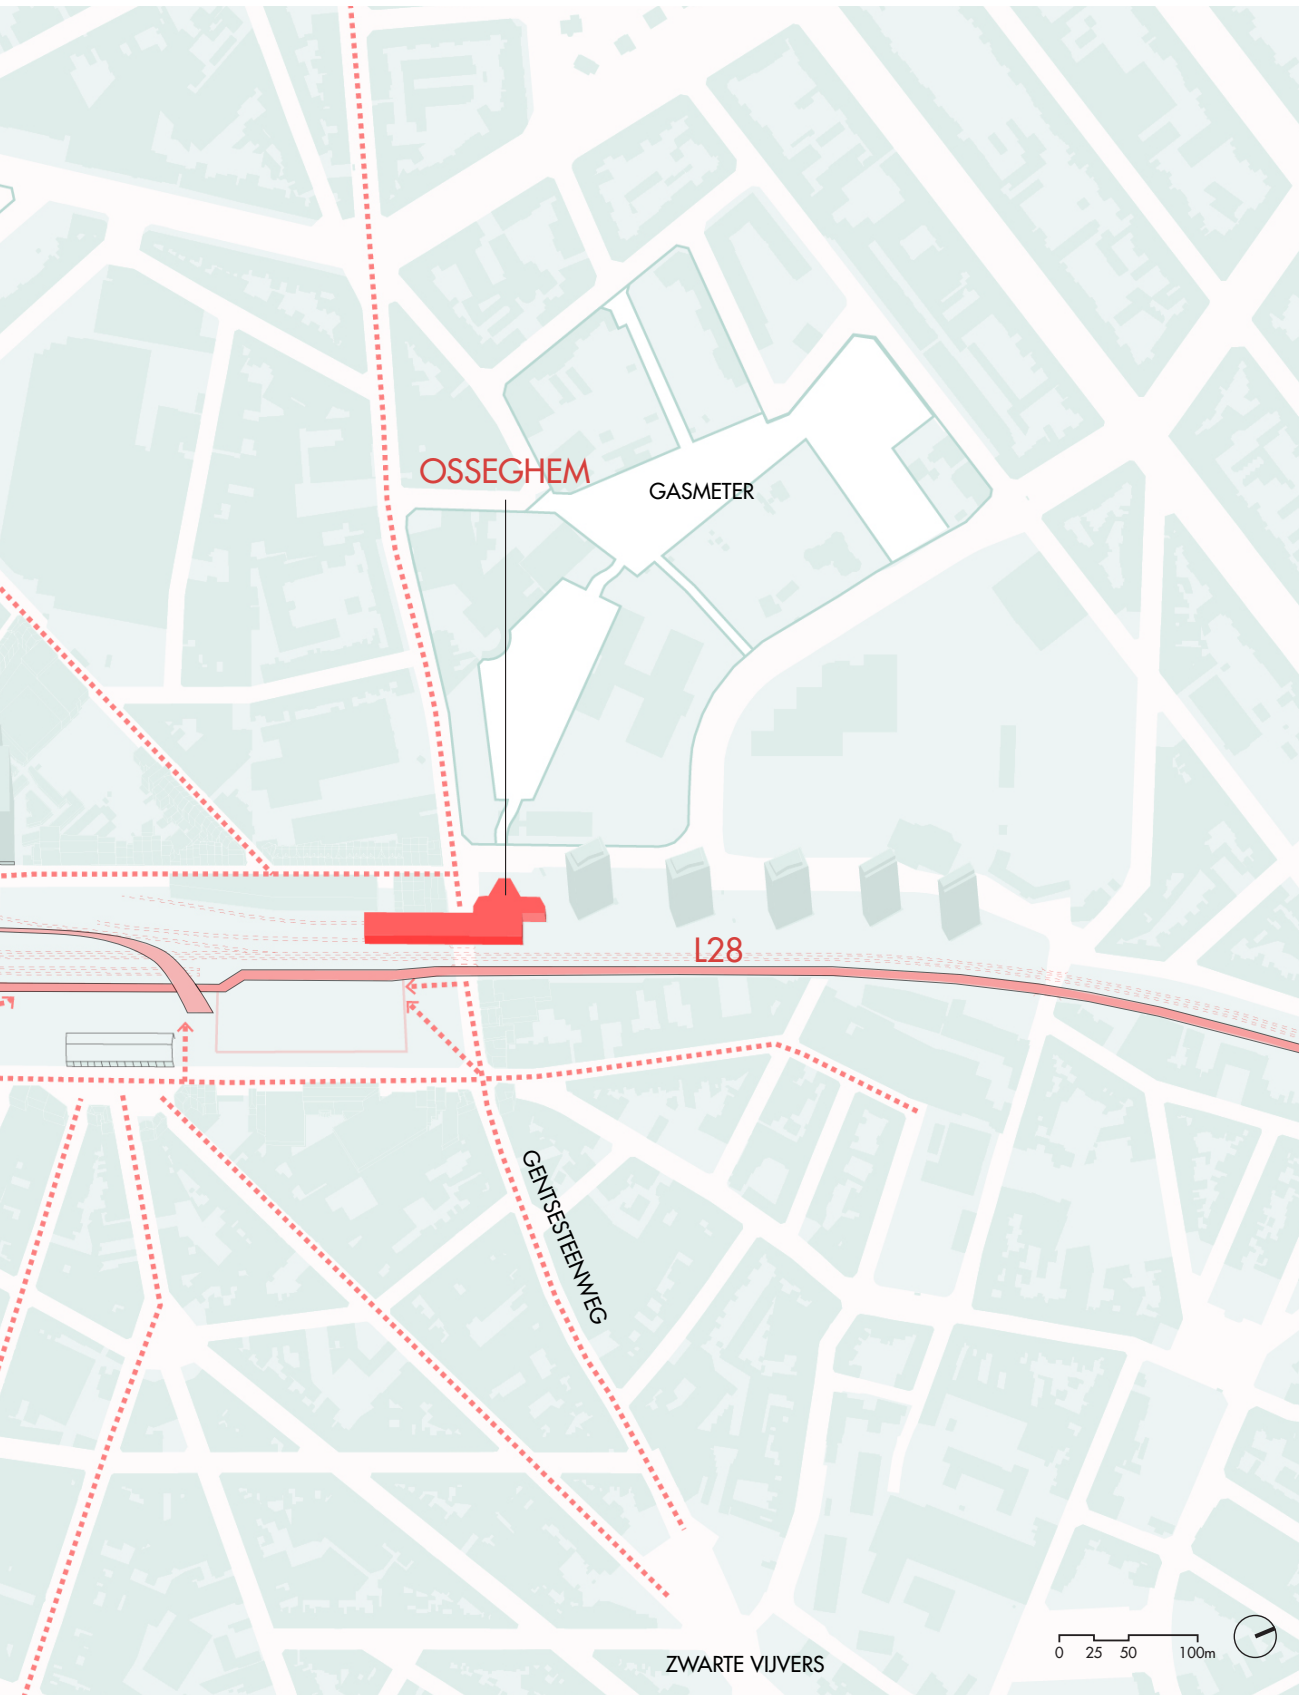 OSSEGHEM
GASMETER
L28
GENTSESTEENWEG
0 25 50 100m
ZWARTE VIJVERS